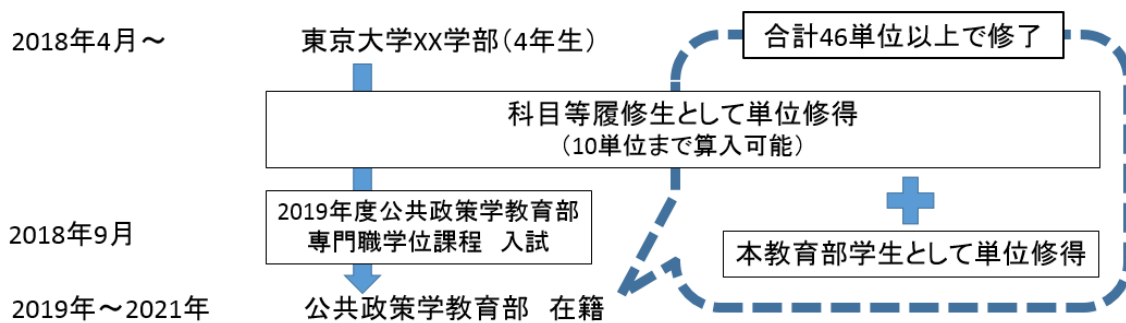 2018年4月～
東京大学XX学部（4年生）
合計46単位以上で修了
科目等履修生として単位修得
（10単位まで算入可能）
2018年9月
2019年度公共政策学教育部
専門職学位課程　入試
本教育部学生として単位修得
2019年～2021年
公共政策学教育部　在籍